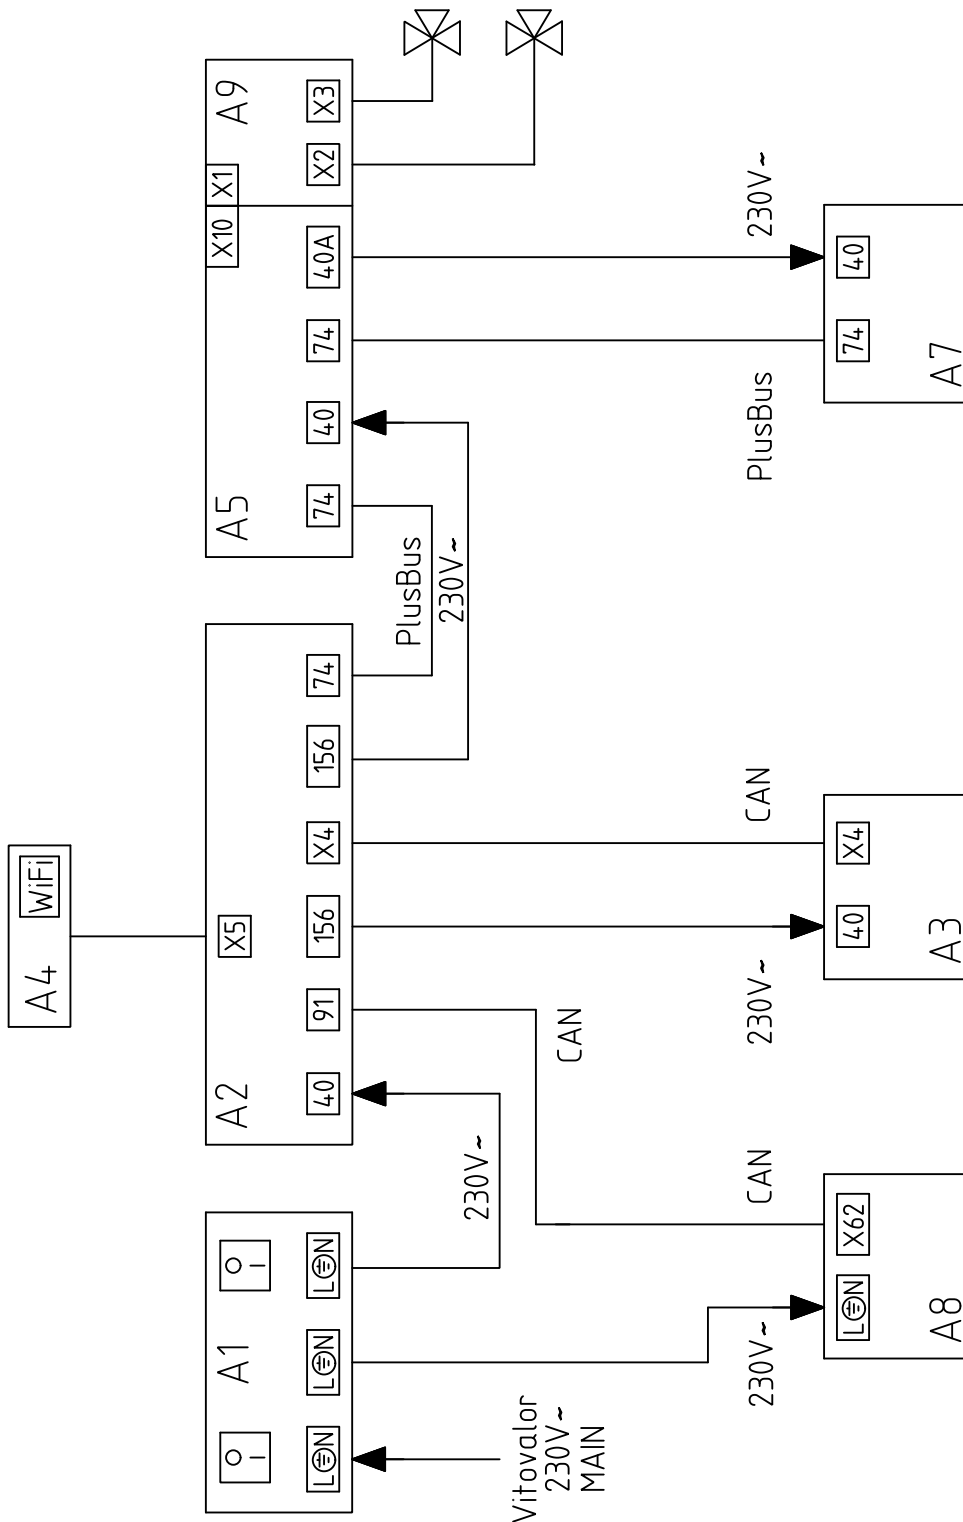 A4
WiFi
A1
L N
L N
L N
A2
X5
40
91
156
X4
156
74
A5
X10
74
40
74
40A
X1
A9
X2
X3
Vitovalor
230V~
MAIN
230V~
230V~
CAN
CAN
230V~
CAN
PlusBus
230V~
PlusBus
230V~
A8
L N
X62
A3
40
X4
A7
74
40